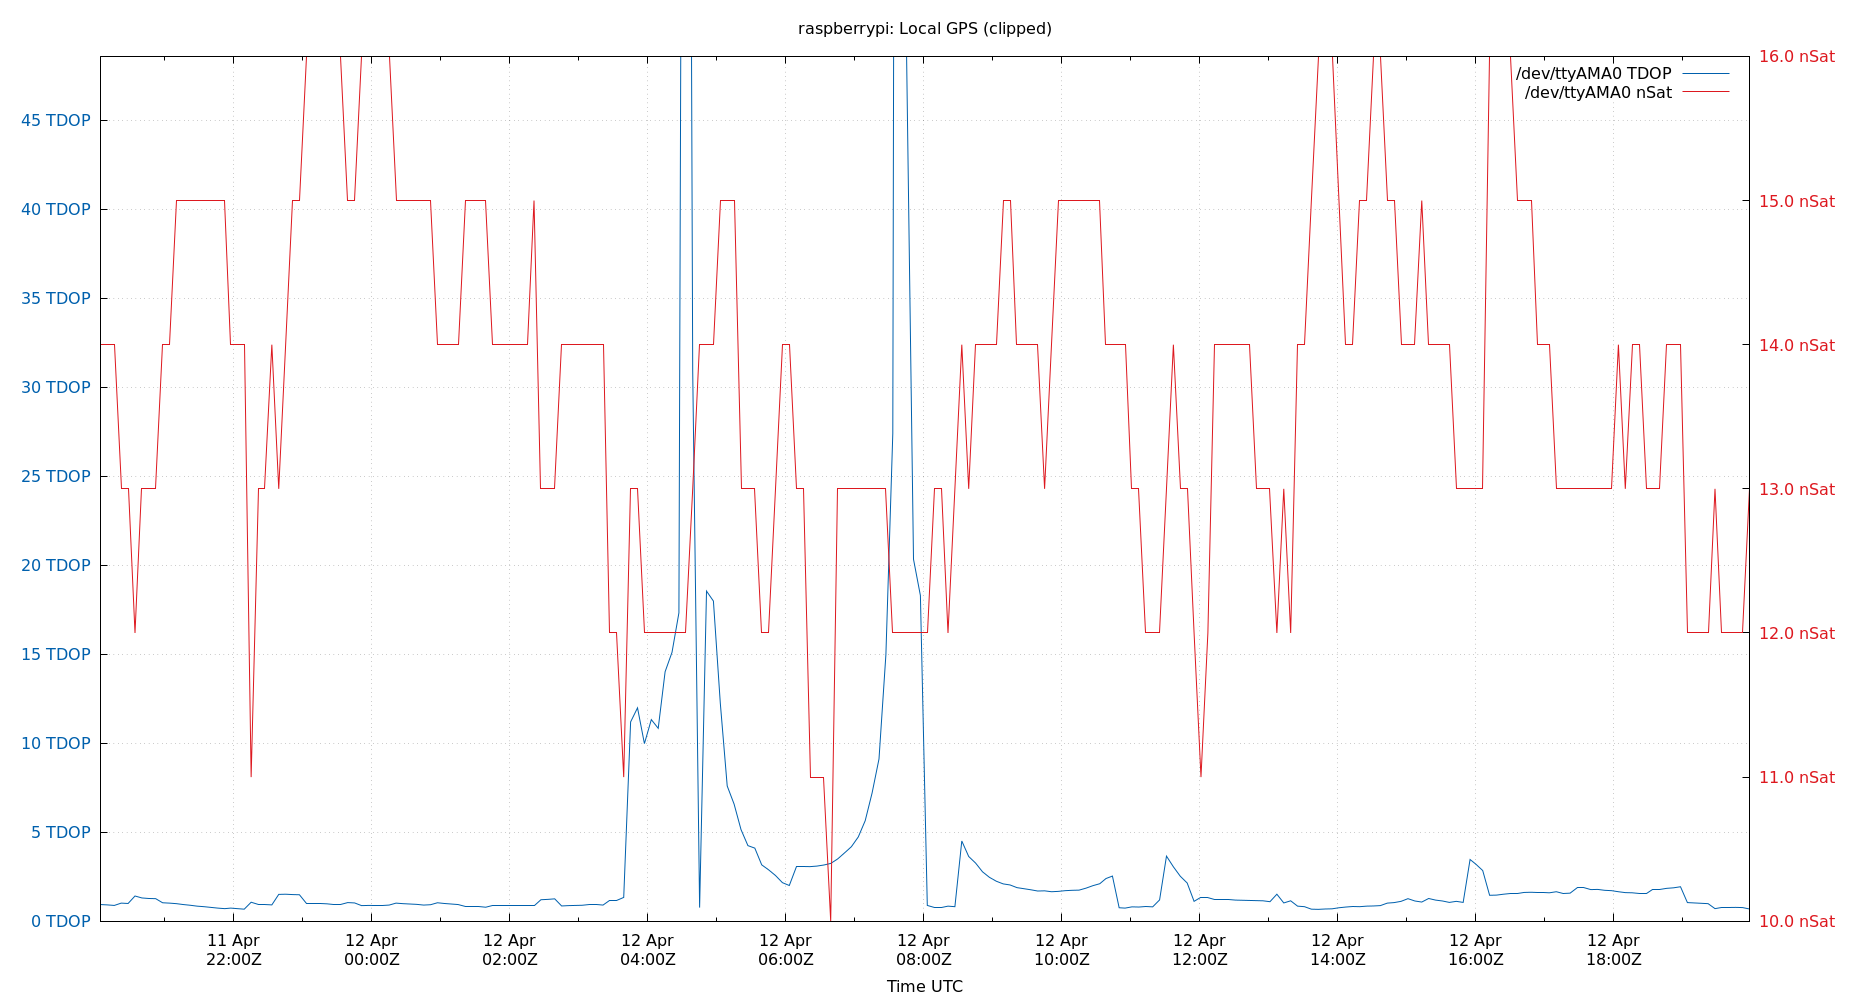 raspberrypi: Local GPS (clipped)
/dev/ttyAMA0 TDOP
/dev/ttyAMA0 nSat
45 TDOP
40 TDOP
35 TDOP
30 TDOP
25 TDOP
20 TDOP
15 TDOP
10 TDOP
5 TDOP
0 TDOP
16.0 nSat
15.0 nSat
14.0 nSat
13.0 nSat
12.0 nSat
11.0 nSat
10.0 nSat
11 Apr
22:00Z
12 Apr
00:00Z
12 Apr
02:00Z
12 Apr
04:00Z
12 Apr
06:00Z
12 Apr
08:00Z
12 Apr
10:00Z
12 Apr
12:00Z
12 Apr
14:00Z
12 Apr
16:00Z
12 Apr
18:00Z
Time UTC